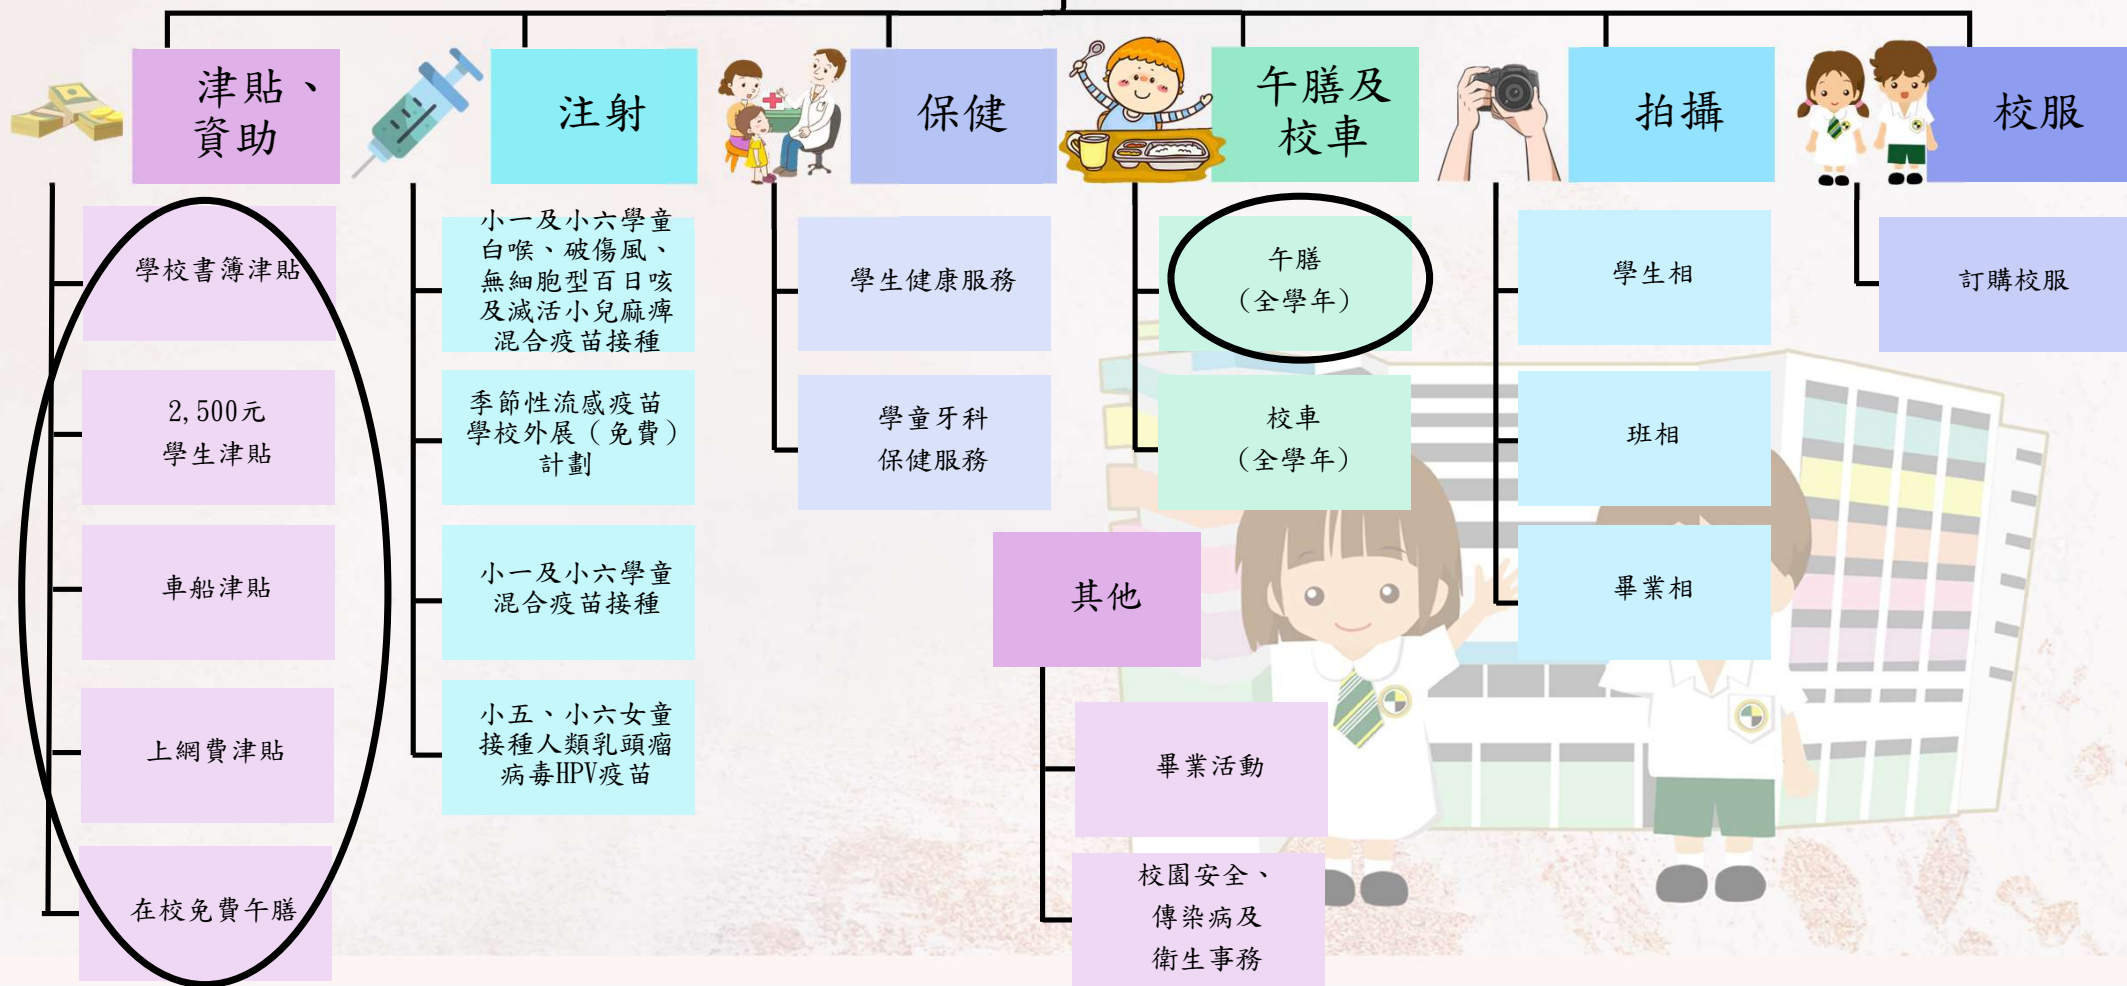 津貼、
資助
學校書簿津貼
2,500元
學生津貼
車船津貼
上網費津貼
在校免費午膳
注射
小一及小六學童
白喉、破傷風、
無細胞型百日咳
及滅活小兒麻痺
混合疫苗接種
季節性流感疫苗
學校外展（免費）
計劃
小一及小六學童
混合疫苗接種
小五、小六女童
接種人類乳頭瘤
病毒HPV疫苗
保健
學生健康服務
學童牙科
保健服務
午膳及
校車
午膳
（全學年）
校車
（全學年）
其他
畢業活動
校園安全、
傳染病及
衛生事務
拍攝
學生相
班相
畢業相
校服
訂購校服